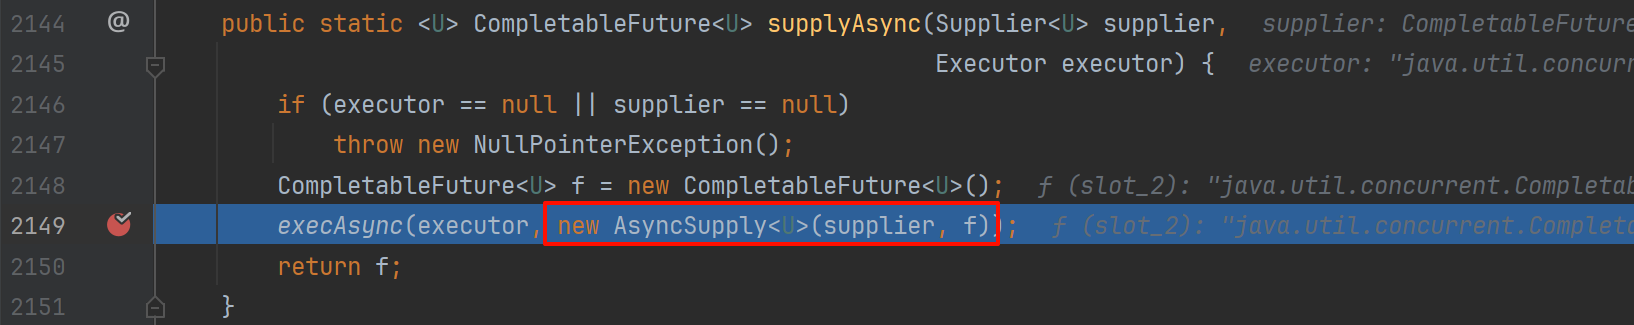 2144 @ public static <U> CompletableFuture<U> supplyAsync(Supplier<U> supplier, supplier: CompletableFuture
2145 Executor executor) { executor: "java.util.concurr
2146 if (executor == null || supplier == null)
2147 throw new NullPointerException();
2148 CompletableFuture<U> f = new CompletableFuture<U>(); f (slot_2): "java.util.concurrent.Completab
2149 execAsync(executor, new AsyncSupply<U>(supplier, f)); f (slot_2): "java.util.concurrent.Completa
2150 return f;
2151 }